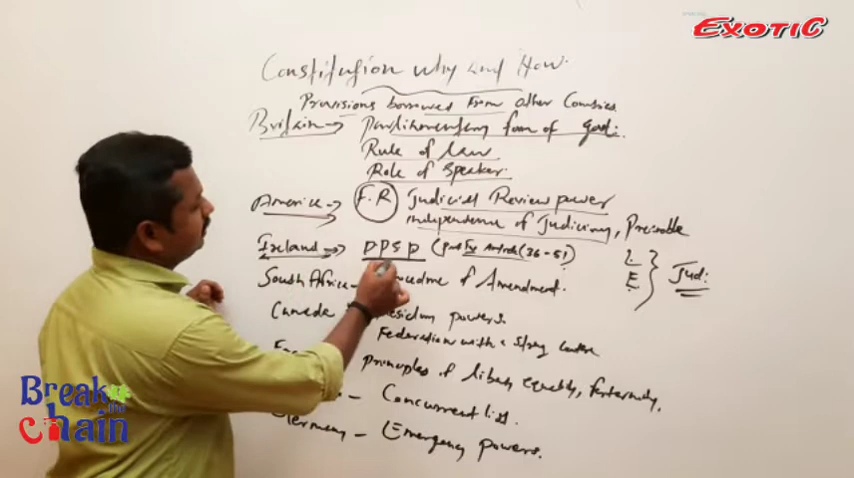 EXOTIC
Constitution why and How.
Provisions borrowed from other Countries
Britain → Parlimentary form of govt.
Rule of law
Role of Speaker.
America → F.R Judicial Review power
independence of Judiciary, Preamble
Ireland → DPSP (part IV Article (36-51)
L
E } Jud:
South Africa - of Amendment.
Canada powers.
Federation with a strong centre
principles of liberty equality, fraternity.
- Concurrent list.
Germany - Emergency powers.
Break
the
chain